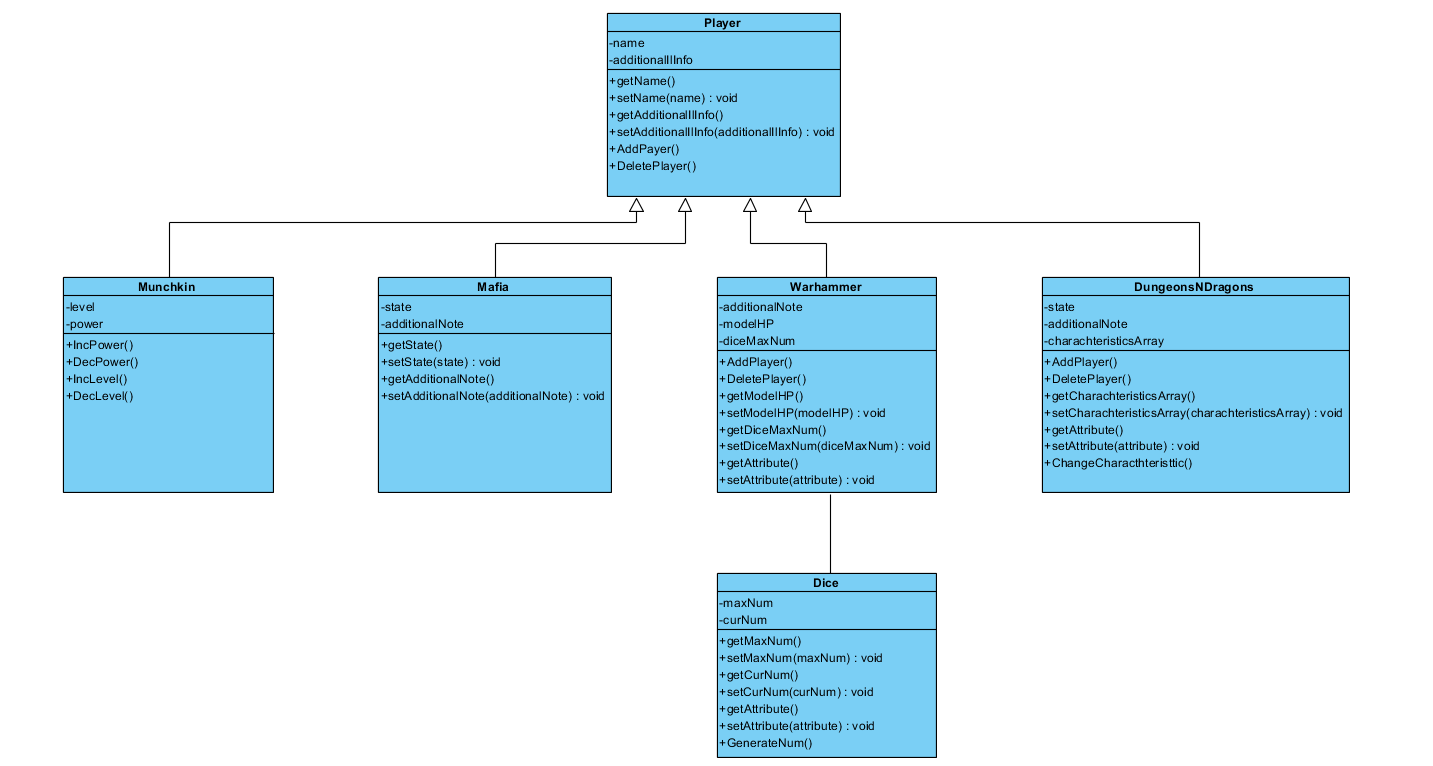 Player
-name
-additionalIInfo
+getName()
+setName(name) : void
+getAdditionalIInfo()
+setAdditionalIInfo(additionalIInfo) : void
+AddPayer()
+DeletePlayer()
Munchkin
-level
-power
+IncPower()
+DecPower()
+IncLevel()
+DecLevel()
Mafia
-state
-additionalNote
+getState()
+setState(state) : void
+getAdditionalNote()
+setAdditionalNote(additionalNote) : void
Warhammer
-additionalNote
-modelHP
-diceMaxNum
+AddPlayer()
+DeletePlayer()
+getModelHP()
+setModelHP(modelHP) : void
+getDiceMaxNum()
+setDiceMaxNum(diceMaxNum) : void
+getAttribute()
+setAttribute(attribute) : void
DungeonsNDragons
-state
-additionalNote
-charachteristicsArray
+AddPlayer()
+DeletePlayer()
+getCharachteristicsArray()
+setCharachteristicsArray(charachteristicsArray) : void
+getAttribute()
+setAttribute(attribute) : void
+ChangeCharacthteristtic()
Dice
-maxNum
-curNum
+getMaxNum()
+setMaxNum(maxNum) : void
+getCurNum()
+setCurNum(curNum) : void
+getAttribute()
+setAttribute(attribute) : void
+GenerateNum()